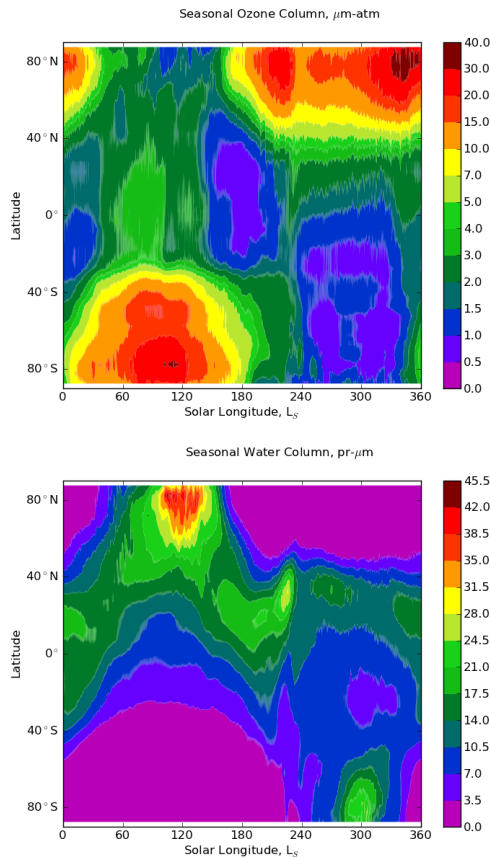 Seasonal Ozone Column, μm-atm
80°N
40°N
0°
40°S
80°S
Latitude
0 60 120 180 240 300 360
Solar Longitude, L_S
40.0
30.0
20.0
15.0
10.0
7.0
5.0
4.0
3.0
2.0
1.5
1.0
0.5
0.0
Seasonal Water Column, pr-μm
80°N
40°N
0°
40°S
80°S
Latitude
0 60 120 180 240 300 360
Solar Longitude, L_S
45.5
42.0
38.5
35.0
31.5
28.0
24.5
21.0
17.5
14.0
10.5
7.0
3.5
0.0